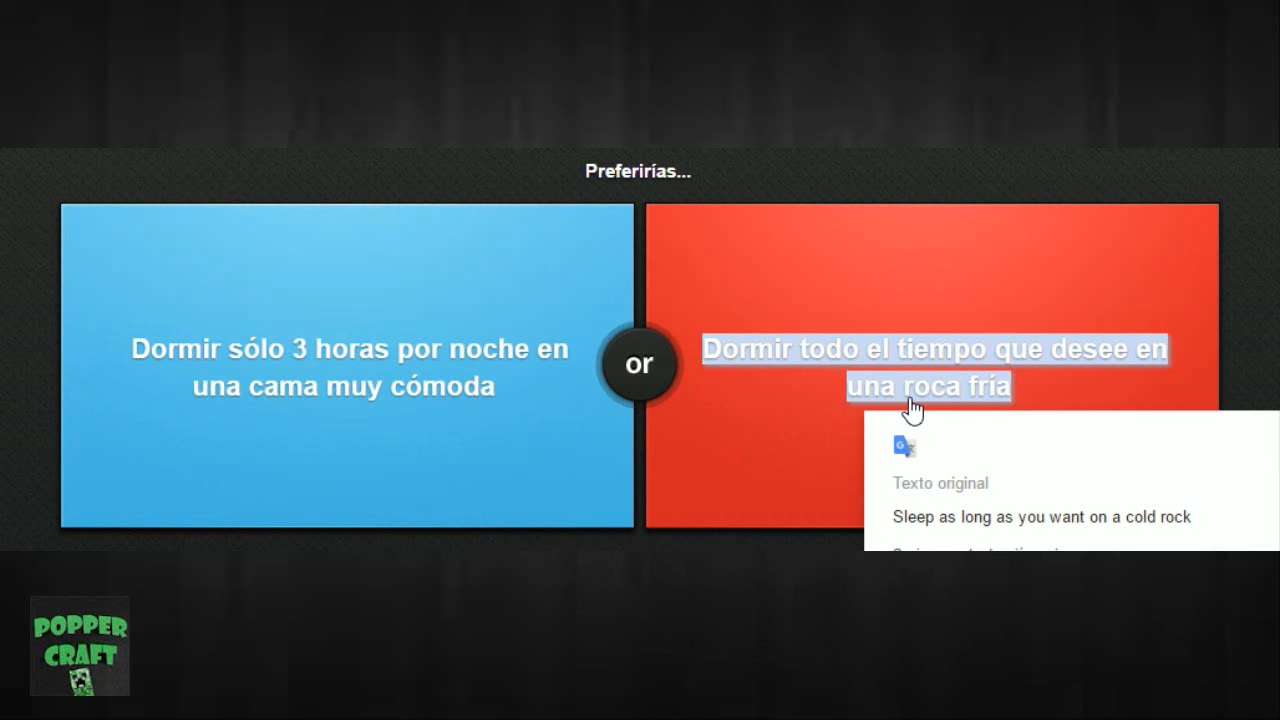 Preferirías...
Dormir sólo 3 horas por noche en
una cama muy cómoda
or
Dormir todo el tiempo que desee en
una roca fría
Texto original
Sleep as long as you want on a cold rock
POPPER
CRAFT